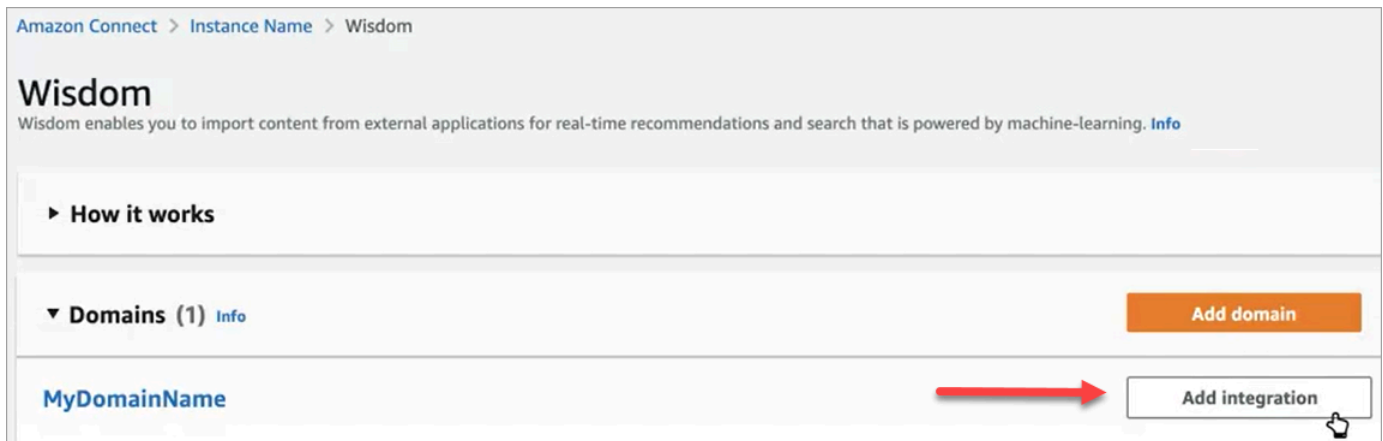 Amazon Connect > Instance Name > Wisdom
Wisdom
Wisdom enables you to import content from external applications for real-time recommendations and search that is powered by machine-learning. Info
How it works
Domains (1) Info
Add domain
MyDomainName
Add integration